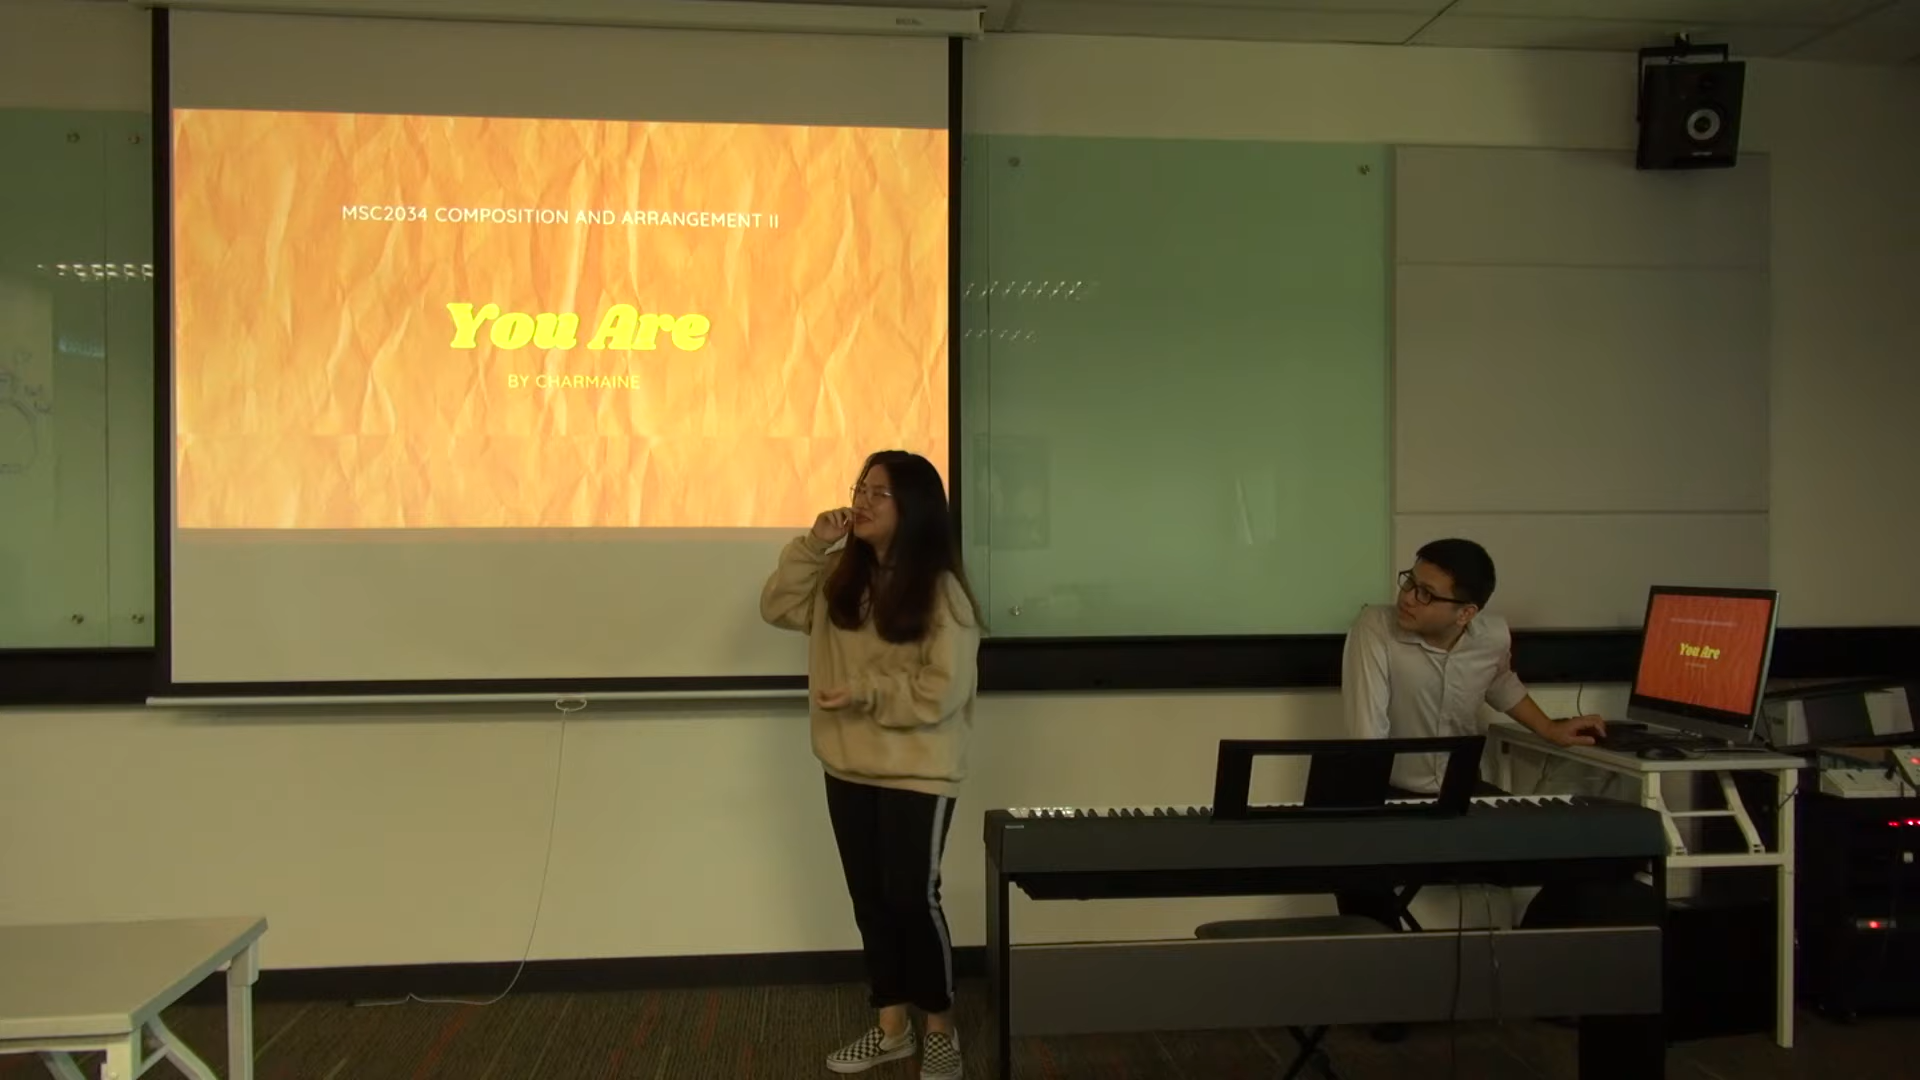 MSC2034 COMPOSITION AND ARRANGEMENT II
You Are
BY CHARMAINE
You Are